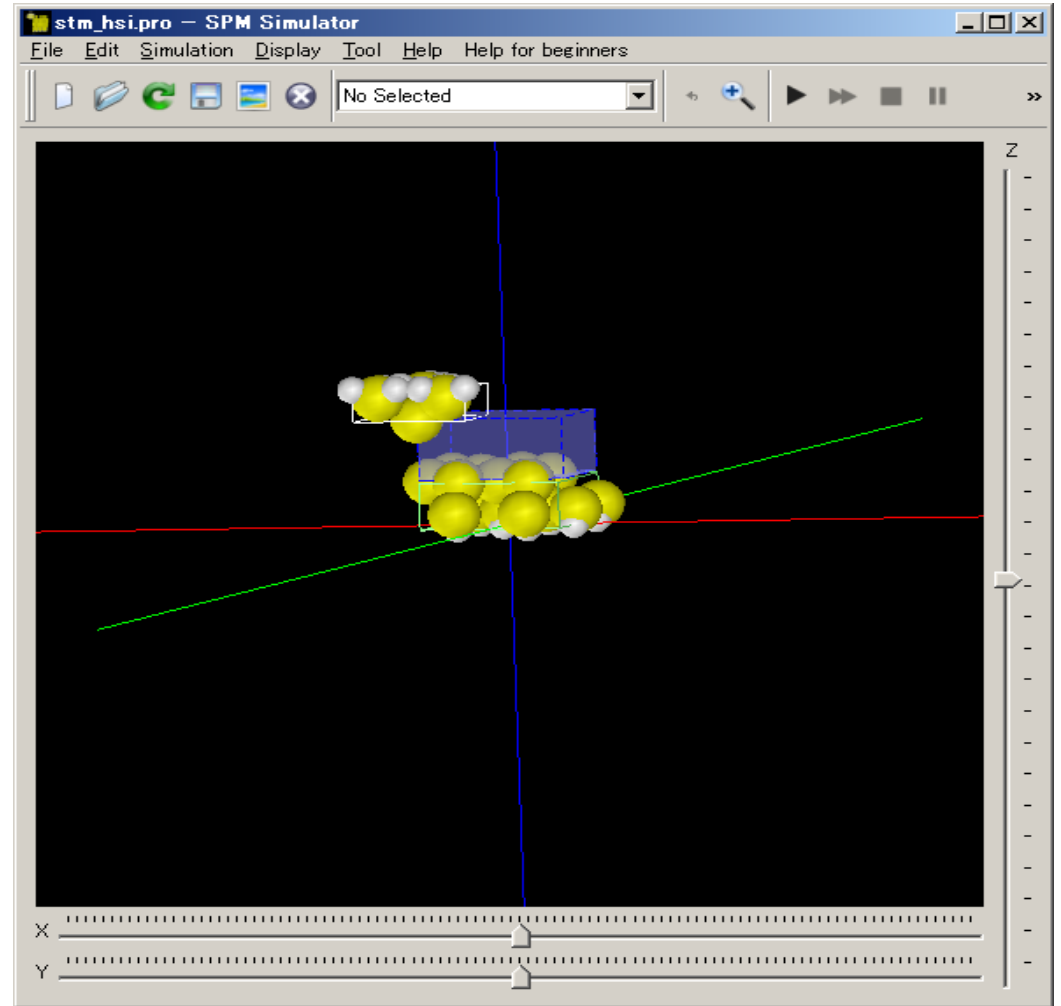 stm_hsi.pro – SPM Simulator
File Edit Simulation Display Tool Help Help for beginners
No Selected
»
Z
X
Y